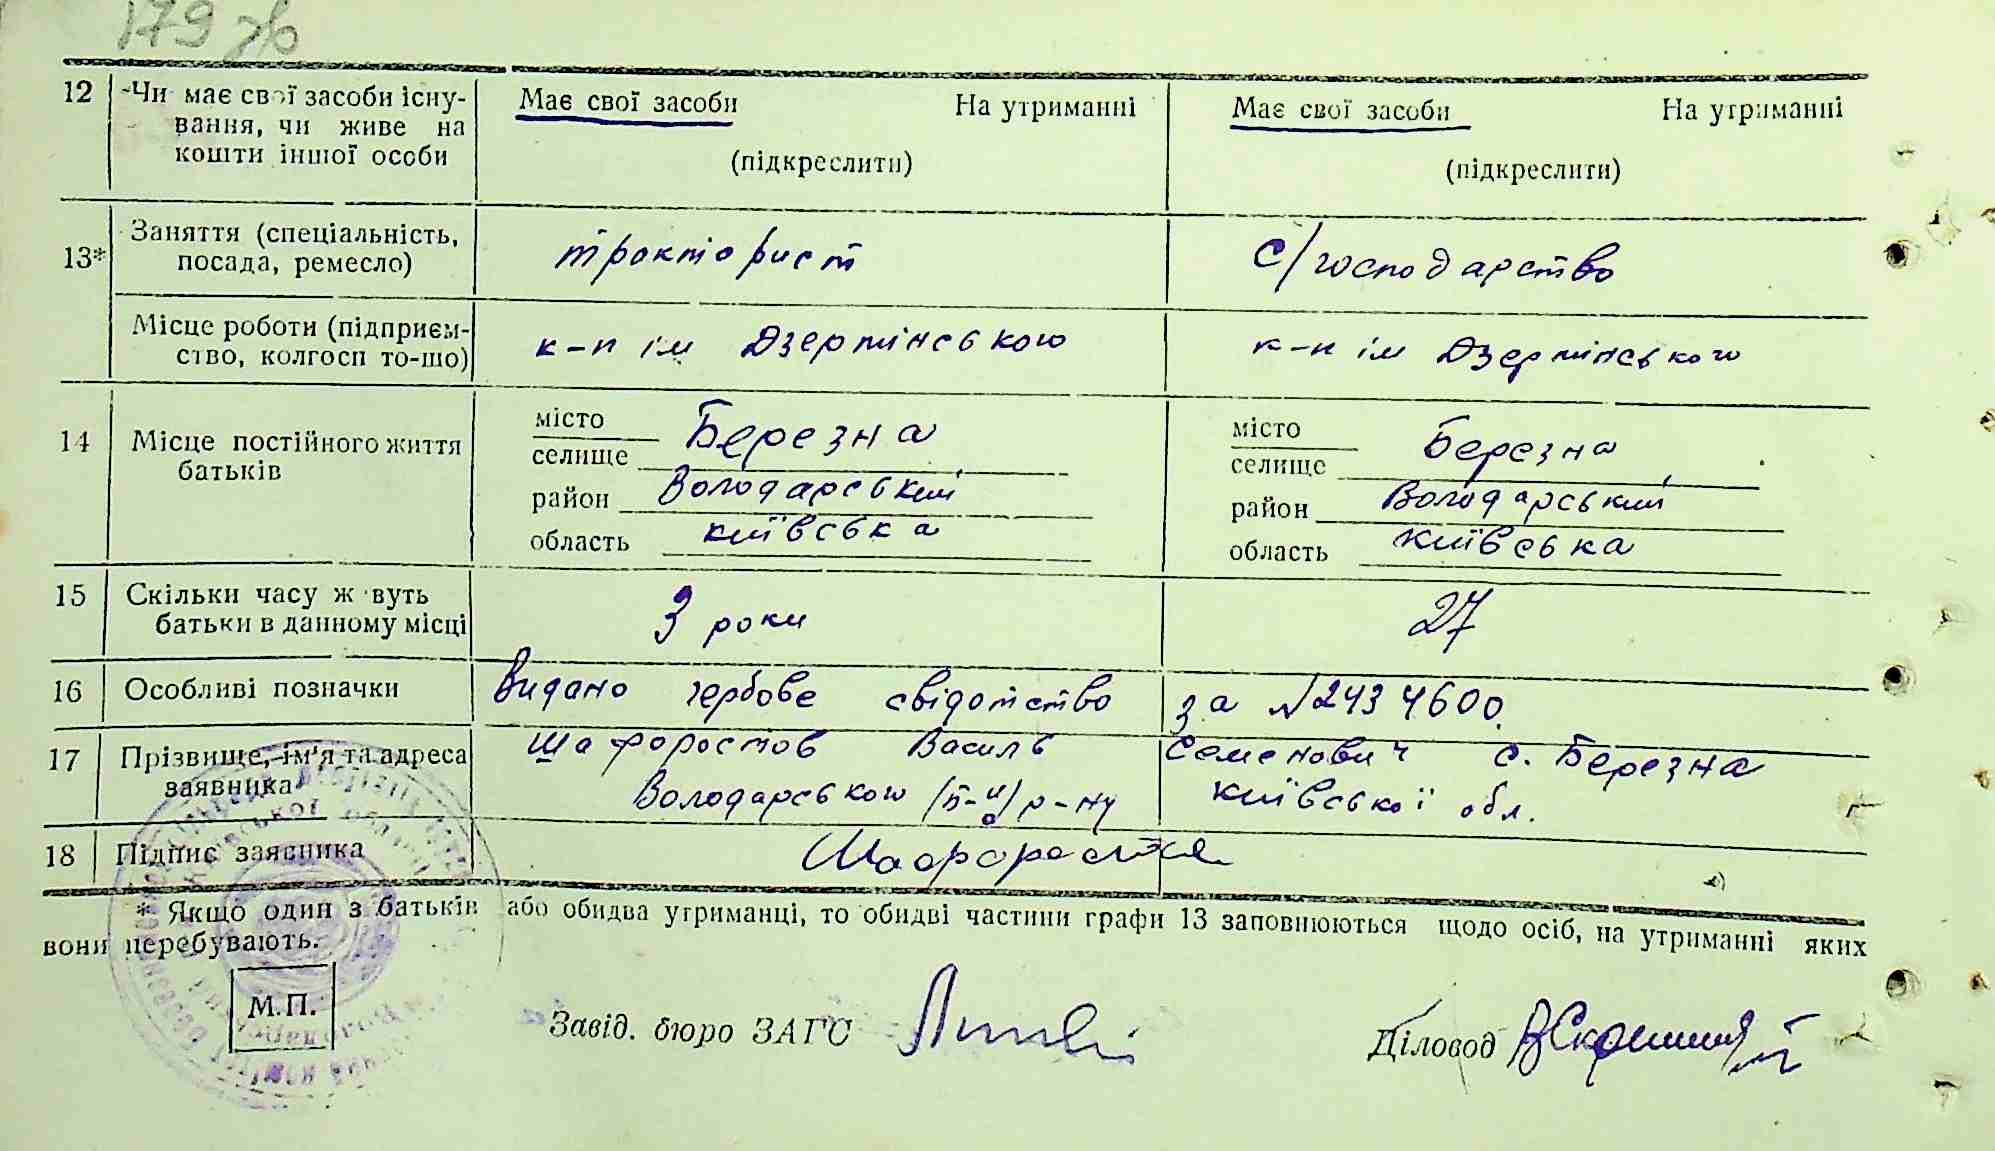 179 зв
12 Чи має свої засоби існу- Має свої засоби На утриманні Має свої засоби На утриманні
вання, чи живе на
кошти іншої особи (підкреслити) (підкреслити)
13* Заняття (спеціальність, тракторист с/господарство
посада, ремесло)
Місце роботи (підприєм- к-п ім Дзержінського к-п ім Дзержінського
ство, колгосп то-що)
14 Місце постійного життя місто Березна місто Березна
батьків селище селище
район Володарський район Володарський
область київська область київська
15 Скільки часу ж вуть 3 роки 27
батьки в данному місці
16 Особливі позначки Видано гербове свідотство за №2434600
17 Прізвище, ім'я та адреса Шафоростов Василь Семенович с. Березна
заявника Володарського р-ну київської обл.
18 Підпис заявника
* Якщо один з батьків або обидва утриманці, то обидві частини графи 13 заповнюються щодо осіб, на утриманні яких
вони перебувають.
М.П.
Завід. бюро ЗАГС Діловод